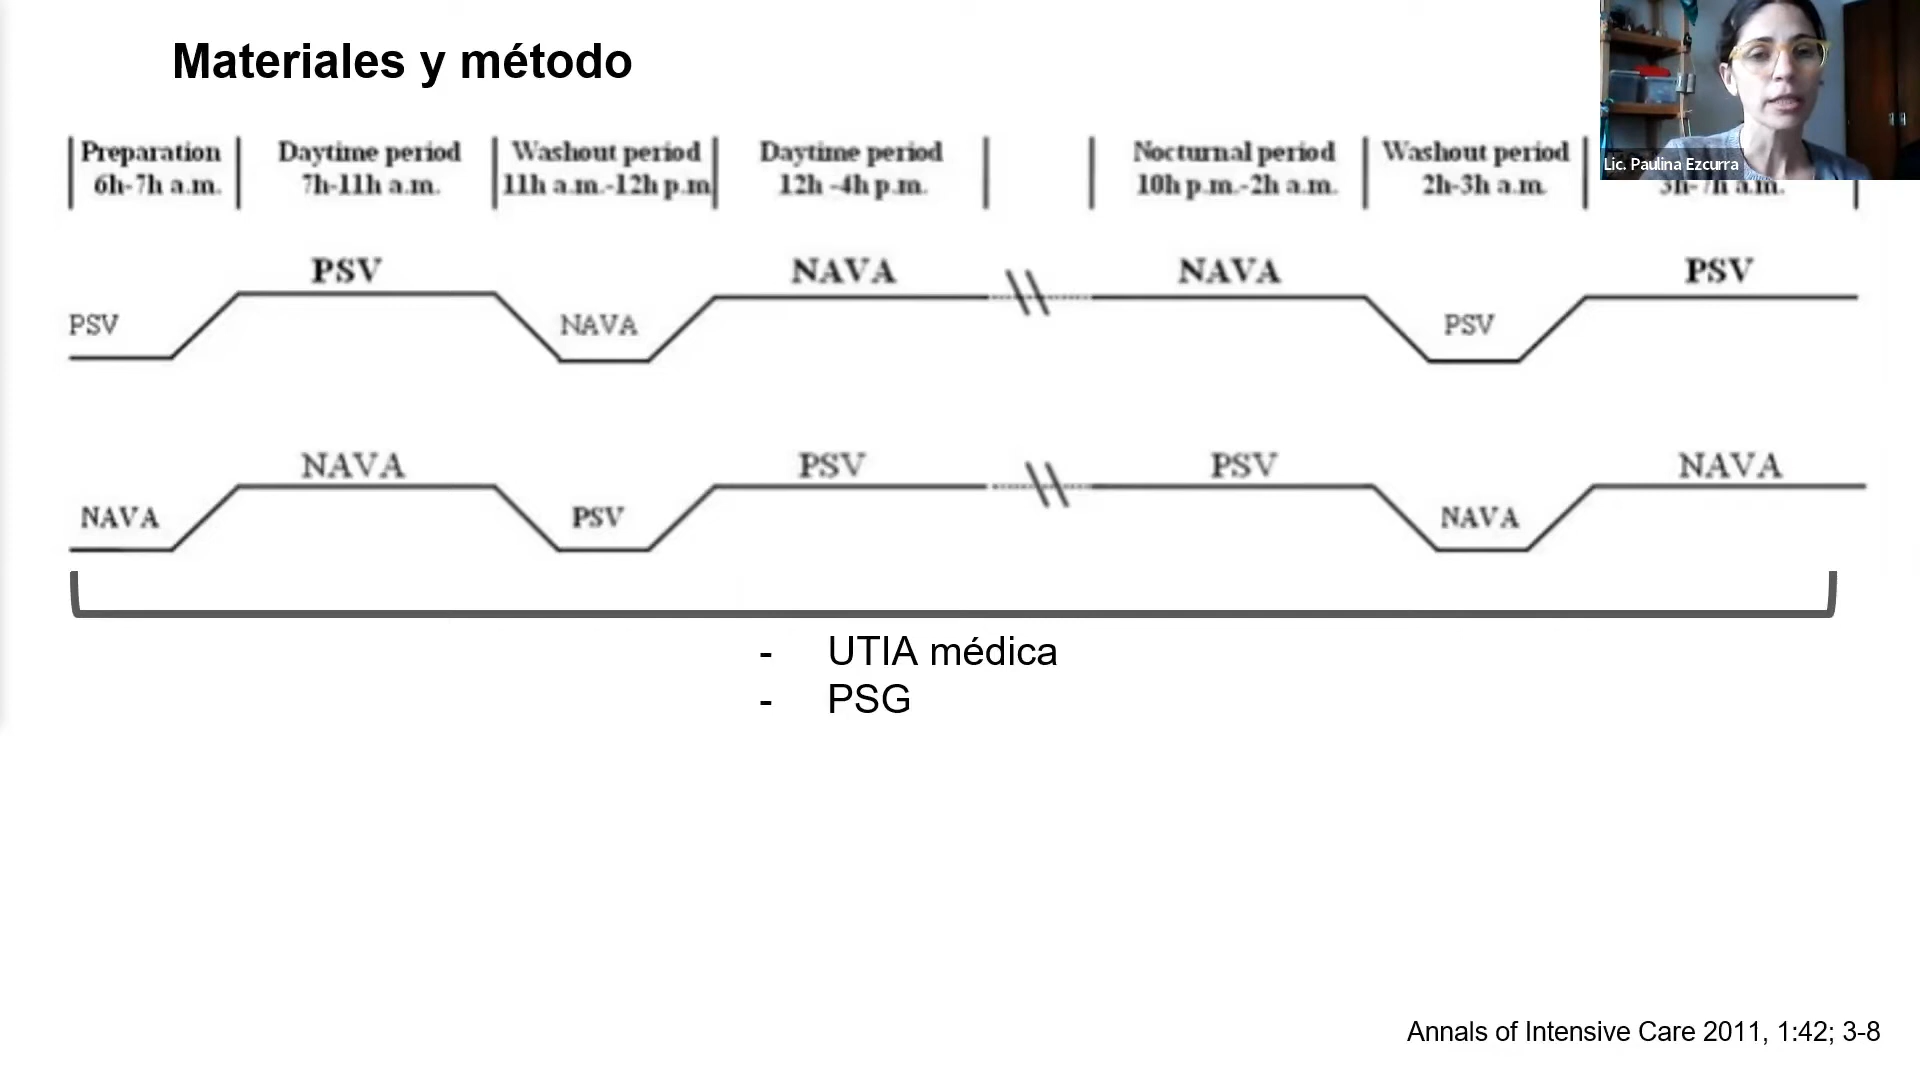 Materiales y método
Lic. Paulina Ezcurra
Preparation Daytime period Washout period Daytime period Nocturnal period Washout period
6h-7h a.m. 7h-11h a.m. 11h a.m.-12h p.m 12h -4h p.m. 10h p.m.-2h a.m. 2h-3h a.m. 3h-7h a.m.
PSV NAVA NAVA PSV
PSV NAVA PSV
NAVA PSV PSV NAVA
NAVA PSV NAVA
- UTIA médica
- PSG
Annals of Intensive Care 2011, 1:42; 3-8